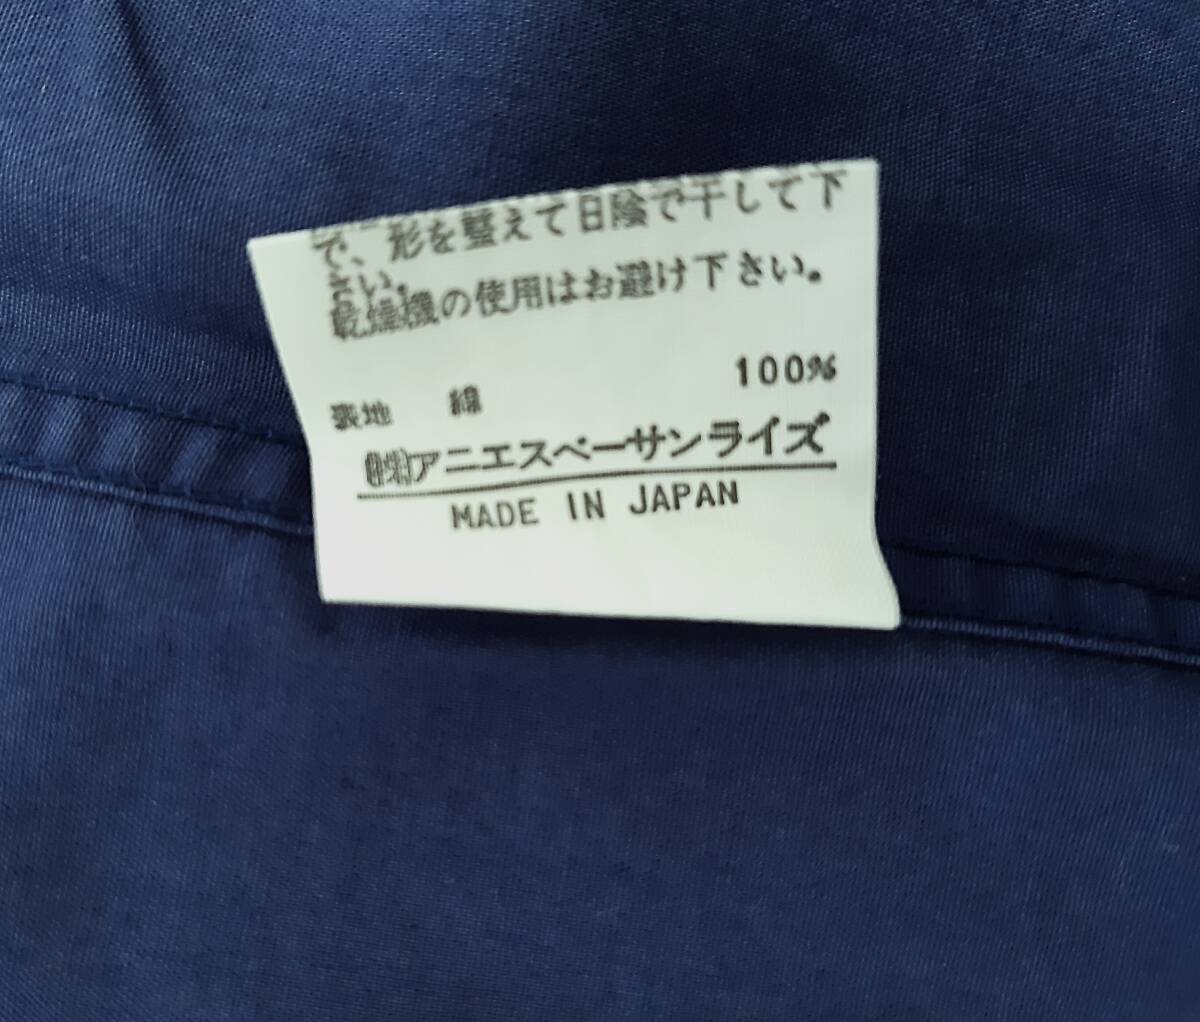 で、形を整えて日陰で干して下
さい。
乾燥機の使用はお避け下さい。
表地 綿 100%
㈱アニエスベーサンライズ
MADE IN JAPAN